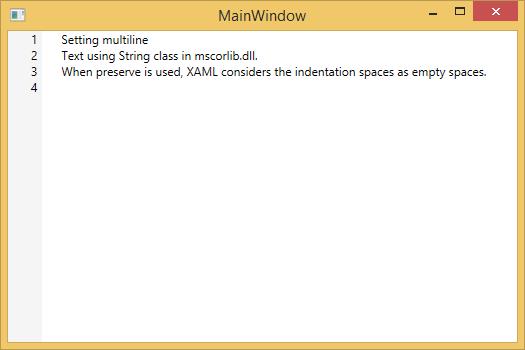 MainWindow
1 Setting multiline
2 Text using String class in mscorlib.dll.
3 When preserve is used, XAML considers the indentation spaces as empty spaces.
4